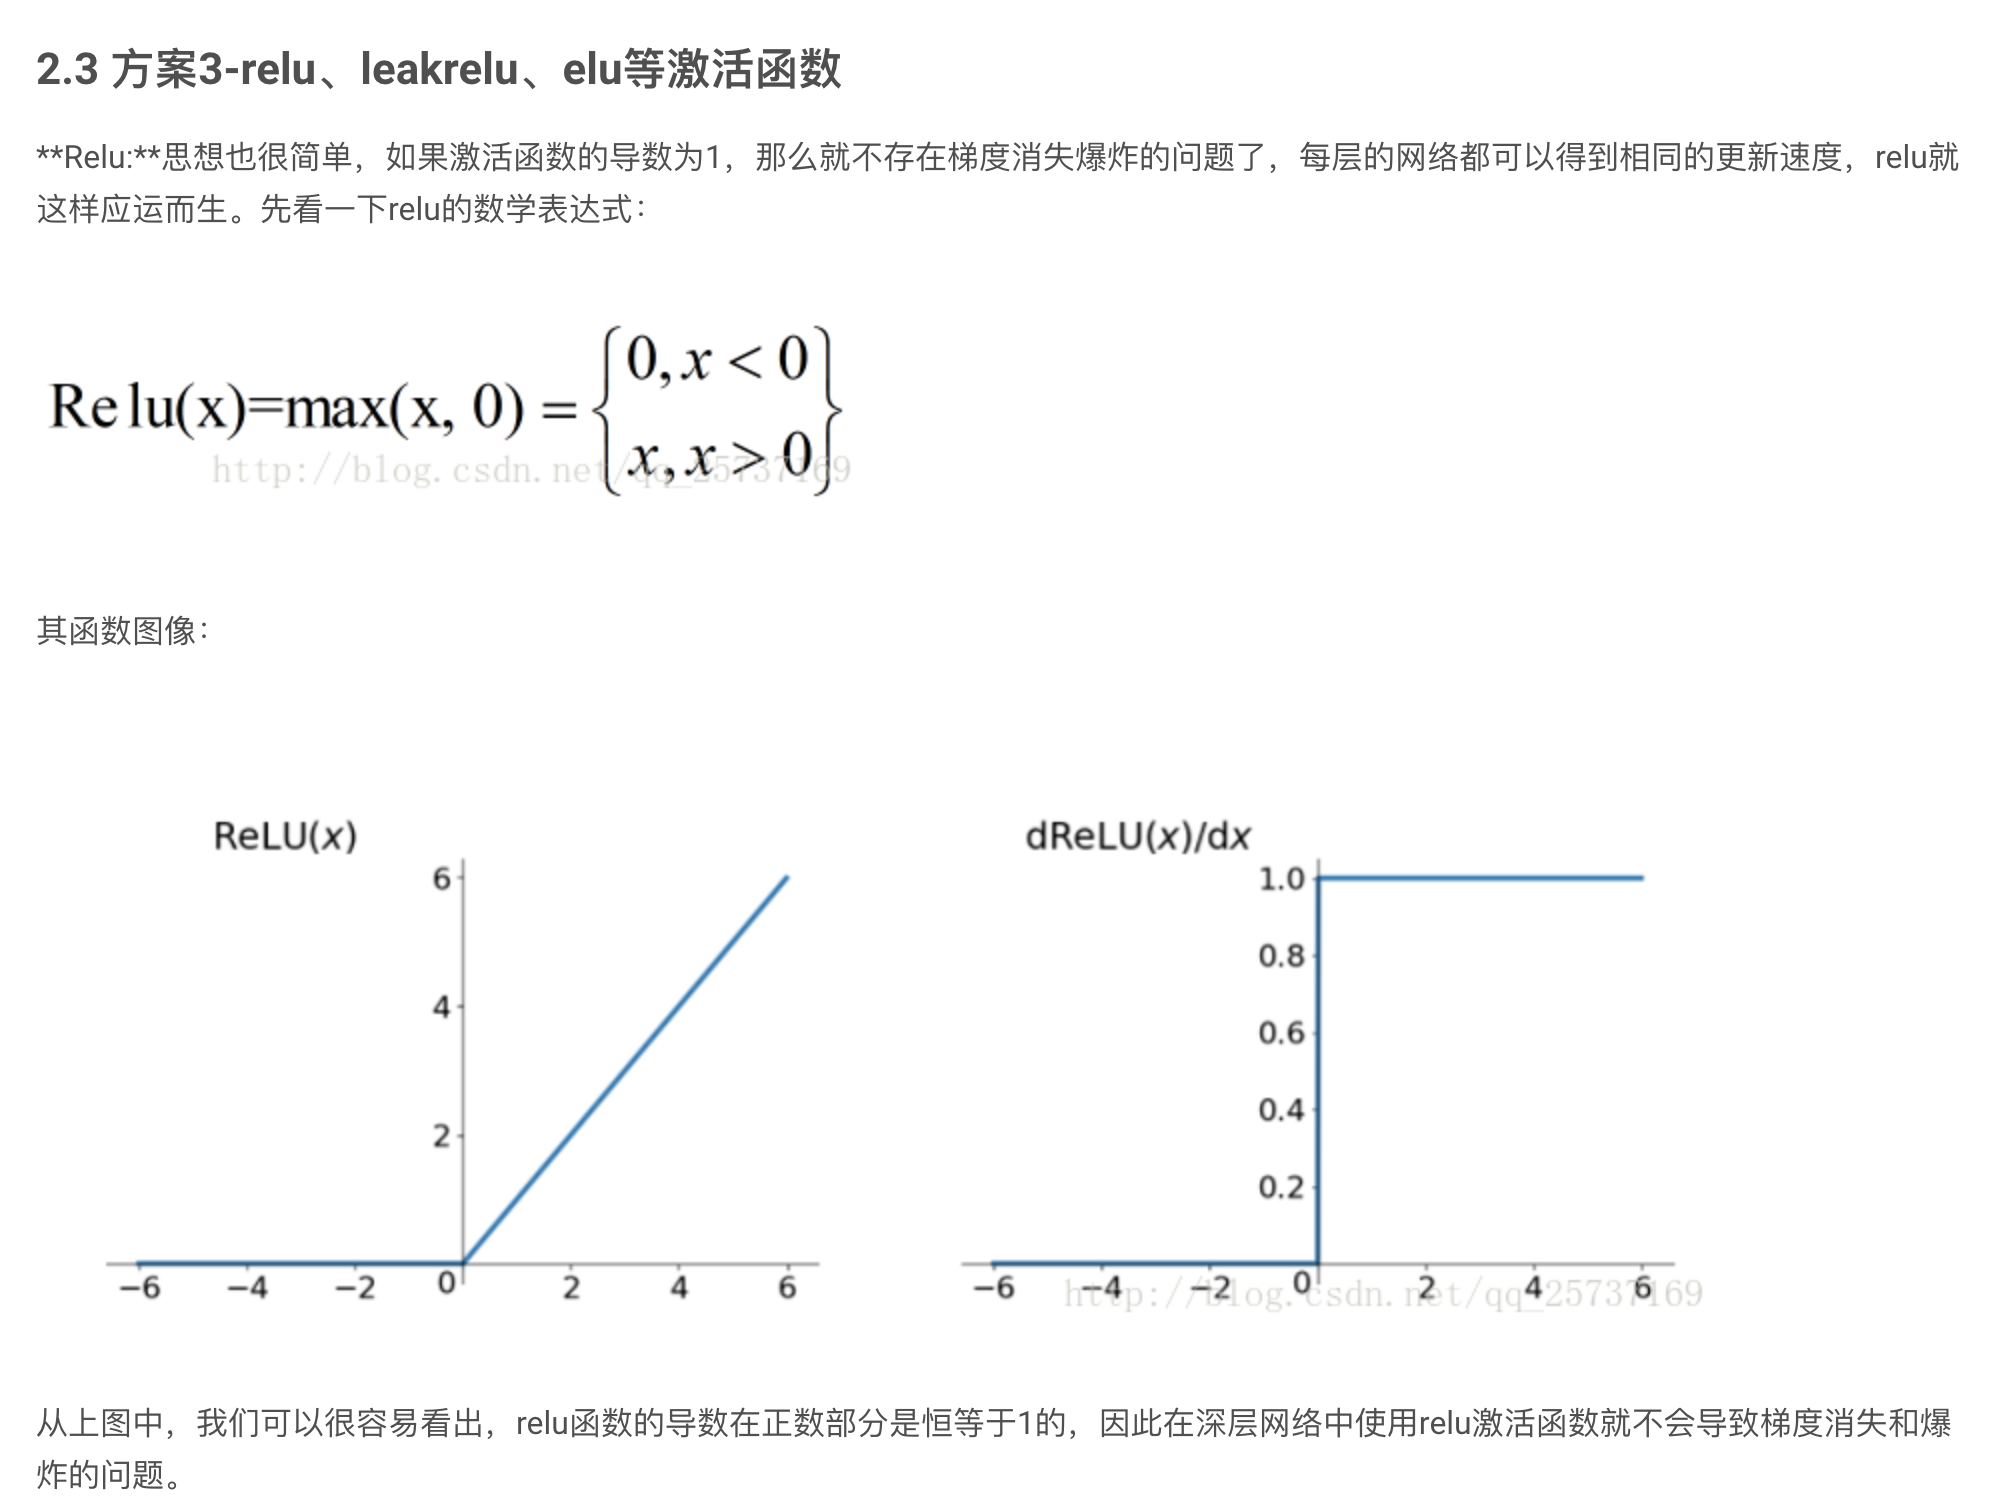 2.3 方案3-relu、leakrelu、elu等激活函数
**Relu:**思想也很简单，如果激活函数的导数为1，那么就不存在梯度消失爆炸的问题了，每层的网络都可以得到相同的更新速度，relu就
这样应运而生。先看一下relu的数学表达式：
Relu(x)=max(x, 0) = { 0, x < 0
x, x > 0 }
http://blog.csdn.net/qq_25737169
其函数图像：
ReLU(x)
6
4
2
−6 −4 −2 0 2 4 6
dReLU(x)/dx
1.0
0.8
0.6
0.4
0.2
−6 −4 −2 0 2 4 6
http://blog.csdn.net/qq_25737169
从上图中，我们可以很容易看出，relu函数的导数在正数部分是恒等于1的，因此在深层网络中使用relu激活函数就不会导致梯度消失和爆
炸的问题。